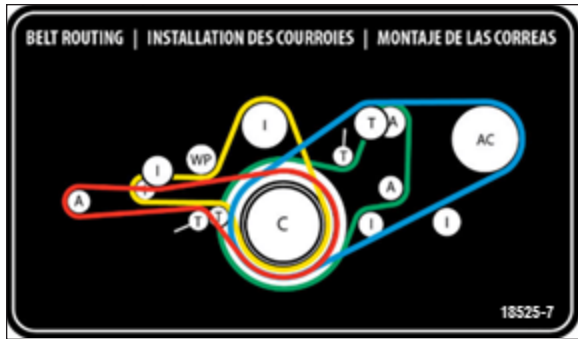 BELT ROUTING | INSTALLATION DES COURROIES | MONTAJE DE LAS CORREAS
I
T
A
AC
WP
I
T
A
A
T
T
C
I
I
18525-7